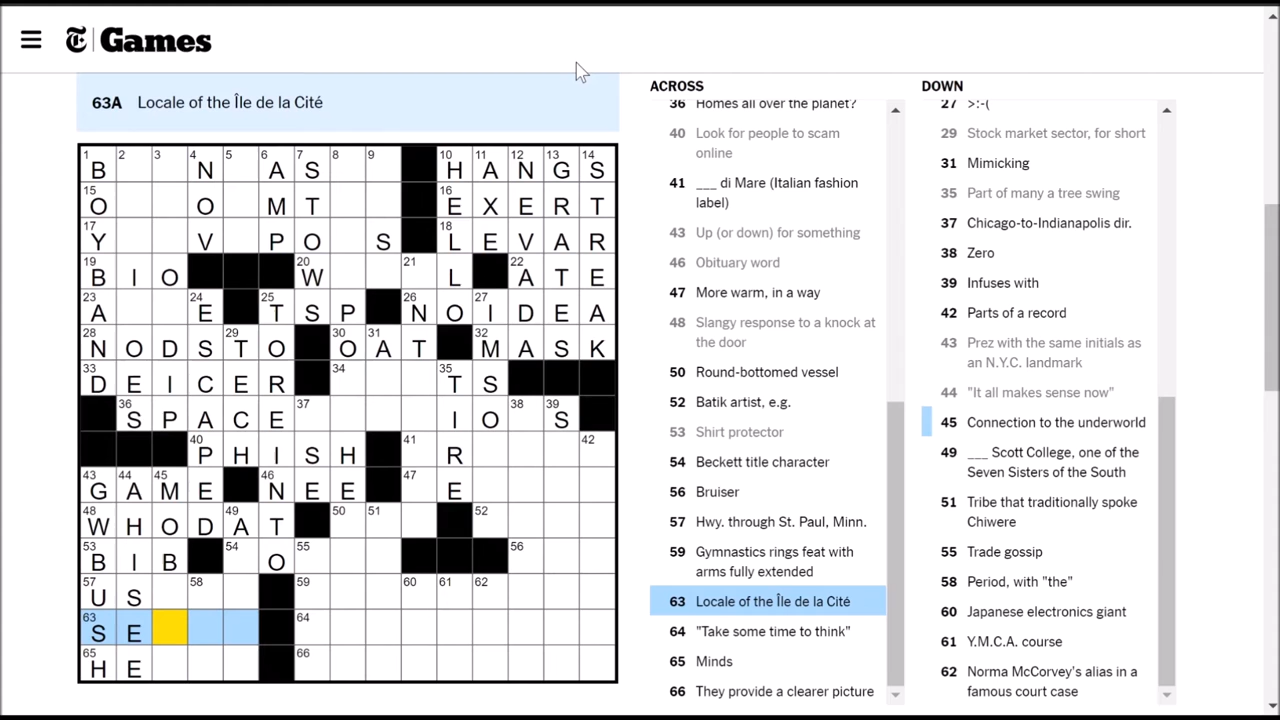 Games
63A Locale of the Île de la Cité
ACROSS
36 Homes all over the planet?
40 Look for people to scam
online
41 ___ di Mare (Italian fashion
label)
43 Up (or down) for something
46 Obituary word
47 More warm, in a way
48 Slangy response to a knock at
the door
50 Round-bottomed vessel
52 Batik artist, e.g.
53 Shirt protector
54 Beckett title character
56 Bruiser
57 Hwy. through St. Paul, Minn.
59 Gymnastics rings feat with
arms fully extended
63 Locale of the Île de la Cité
64 "Take some time to think"
65 Minds
66 They provide a clearer picture
DOWN
27 >:-(
29 Stock market sector, for short
31 Mimicking
35 Part of many a tree swing
37 Chicago-to-Indianapolis dir.
38 Zero
39 Infuses with
42 Parts of a record
43 Prez with the same initials as
an N.Y.C. landmark
44 "It all makes sense now"
45 Connection to the underworld
49 ___ Scott College, one of the
Seven Sisters of the South
51 Tribe that traditionally spoke
Chiwere
55 Trade gossip
58 Period, with "the"
60 Japanese electronics giant
61 Y.M.C.A. course
62 Norma McCorvey's alias in a
famous court case
1 2 3 4 5 6 7 8 9 10 11 12 13 14
B N A S H A N G S
15 16
O O M T E X E R T
17 18
Y V P O S L E V A R
19 20 21 22
B I O W L A T E
23 24 25 26 27
A E T S P N O I D E A
28 29 30 31 32
N O D S T O O A T M A S K
33 34 35
D E I C E R T S
36 37 38 39
S P A C E S T A T I O S
40 41 42
P H I S H R
43 44 45 46 47
G A M E N E E E
48 49 50 51 52
W H O D A T
53 54 55 56
B I B O
57 58 59 60 61 62
U S
63 64
S E
65 66
H E